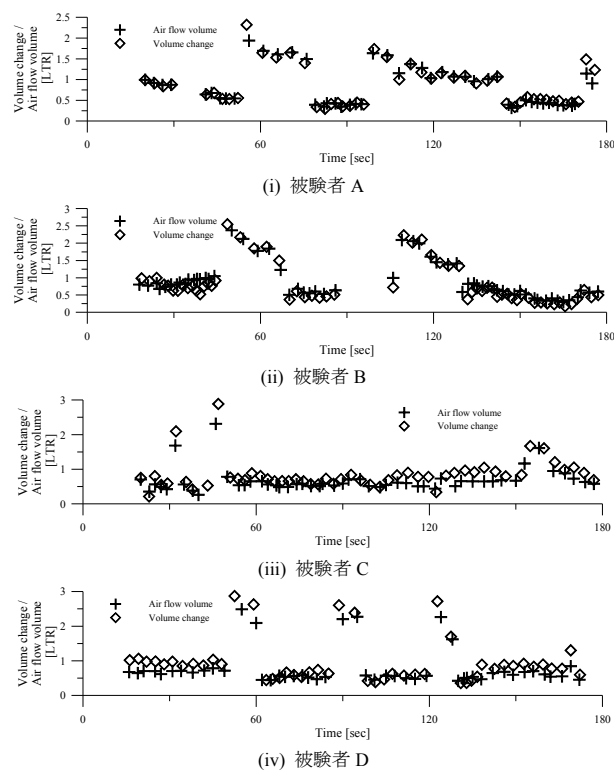 Volume change /
Air flow volume
[LTR]
2.5
2
1.5
1
0.5
0
Air flow volume
Volume change
0
60
120
180
Time [sec]
(i) 被験者 A
Volume change /
Air flow volume
[LTR]
3
2.5
2
1.5
1
0.5
0
Air flow volume
Volume change
0
60
120
180
Time [sec]
(ii) 被験者 B
Volume change /
Air flow volume
[LTR]
3
2
1
0
Air flow volume
Volume change
0
60
120
180
Time [sec]
(iii) 被験者 C
Volume change /
Air flow volume
[LTR]
3
2
1
0
Air flow volume
Volume change
0
60
120
180
Time [sec]
(iv) 被験者 D